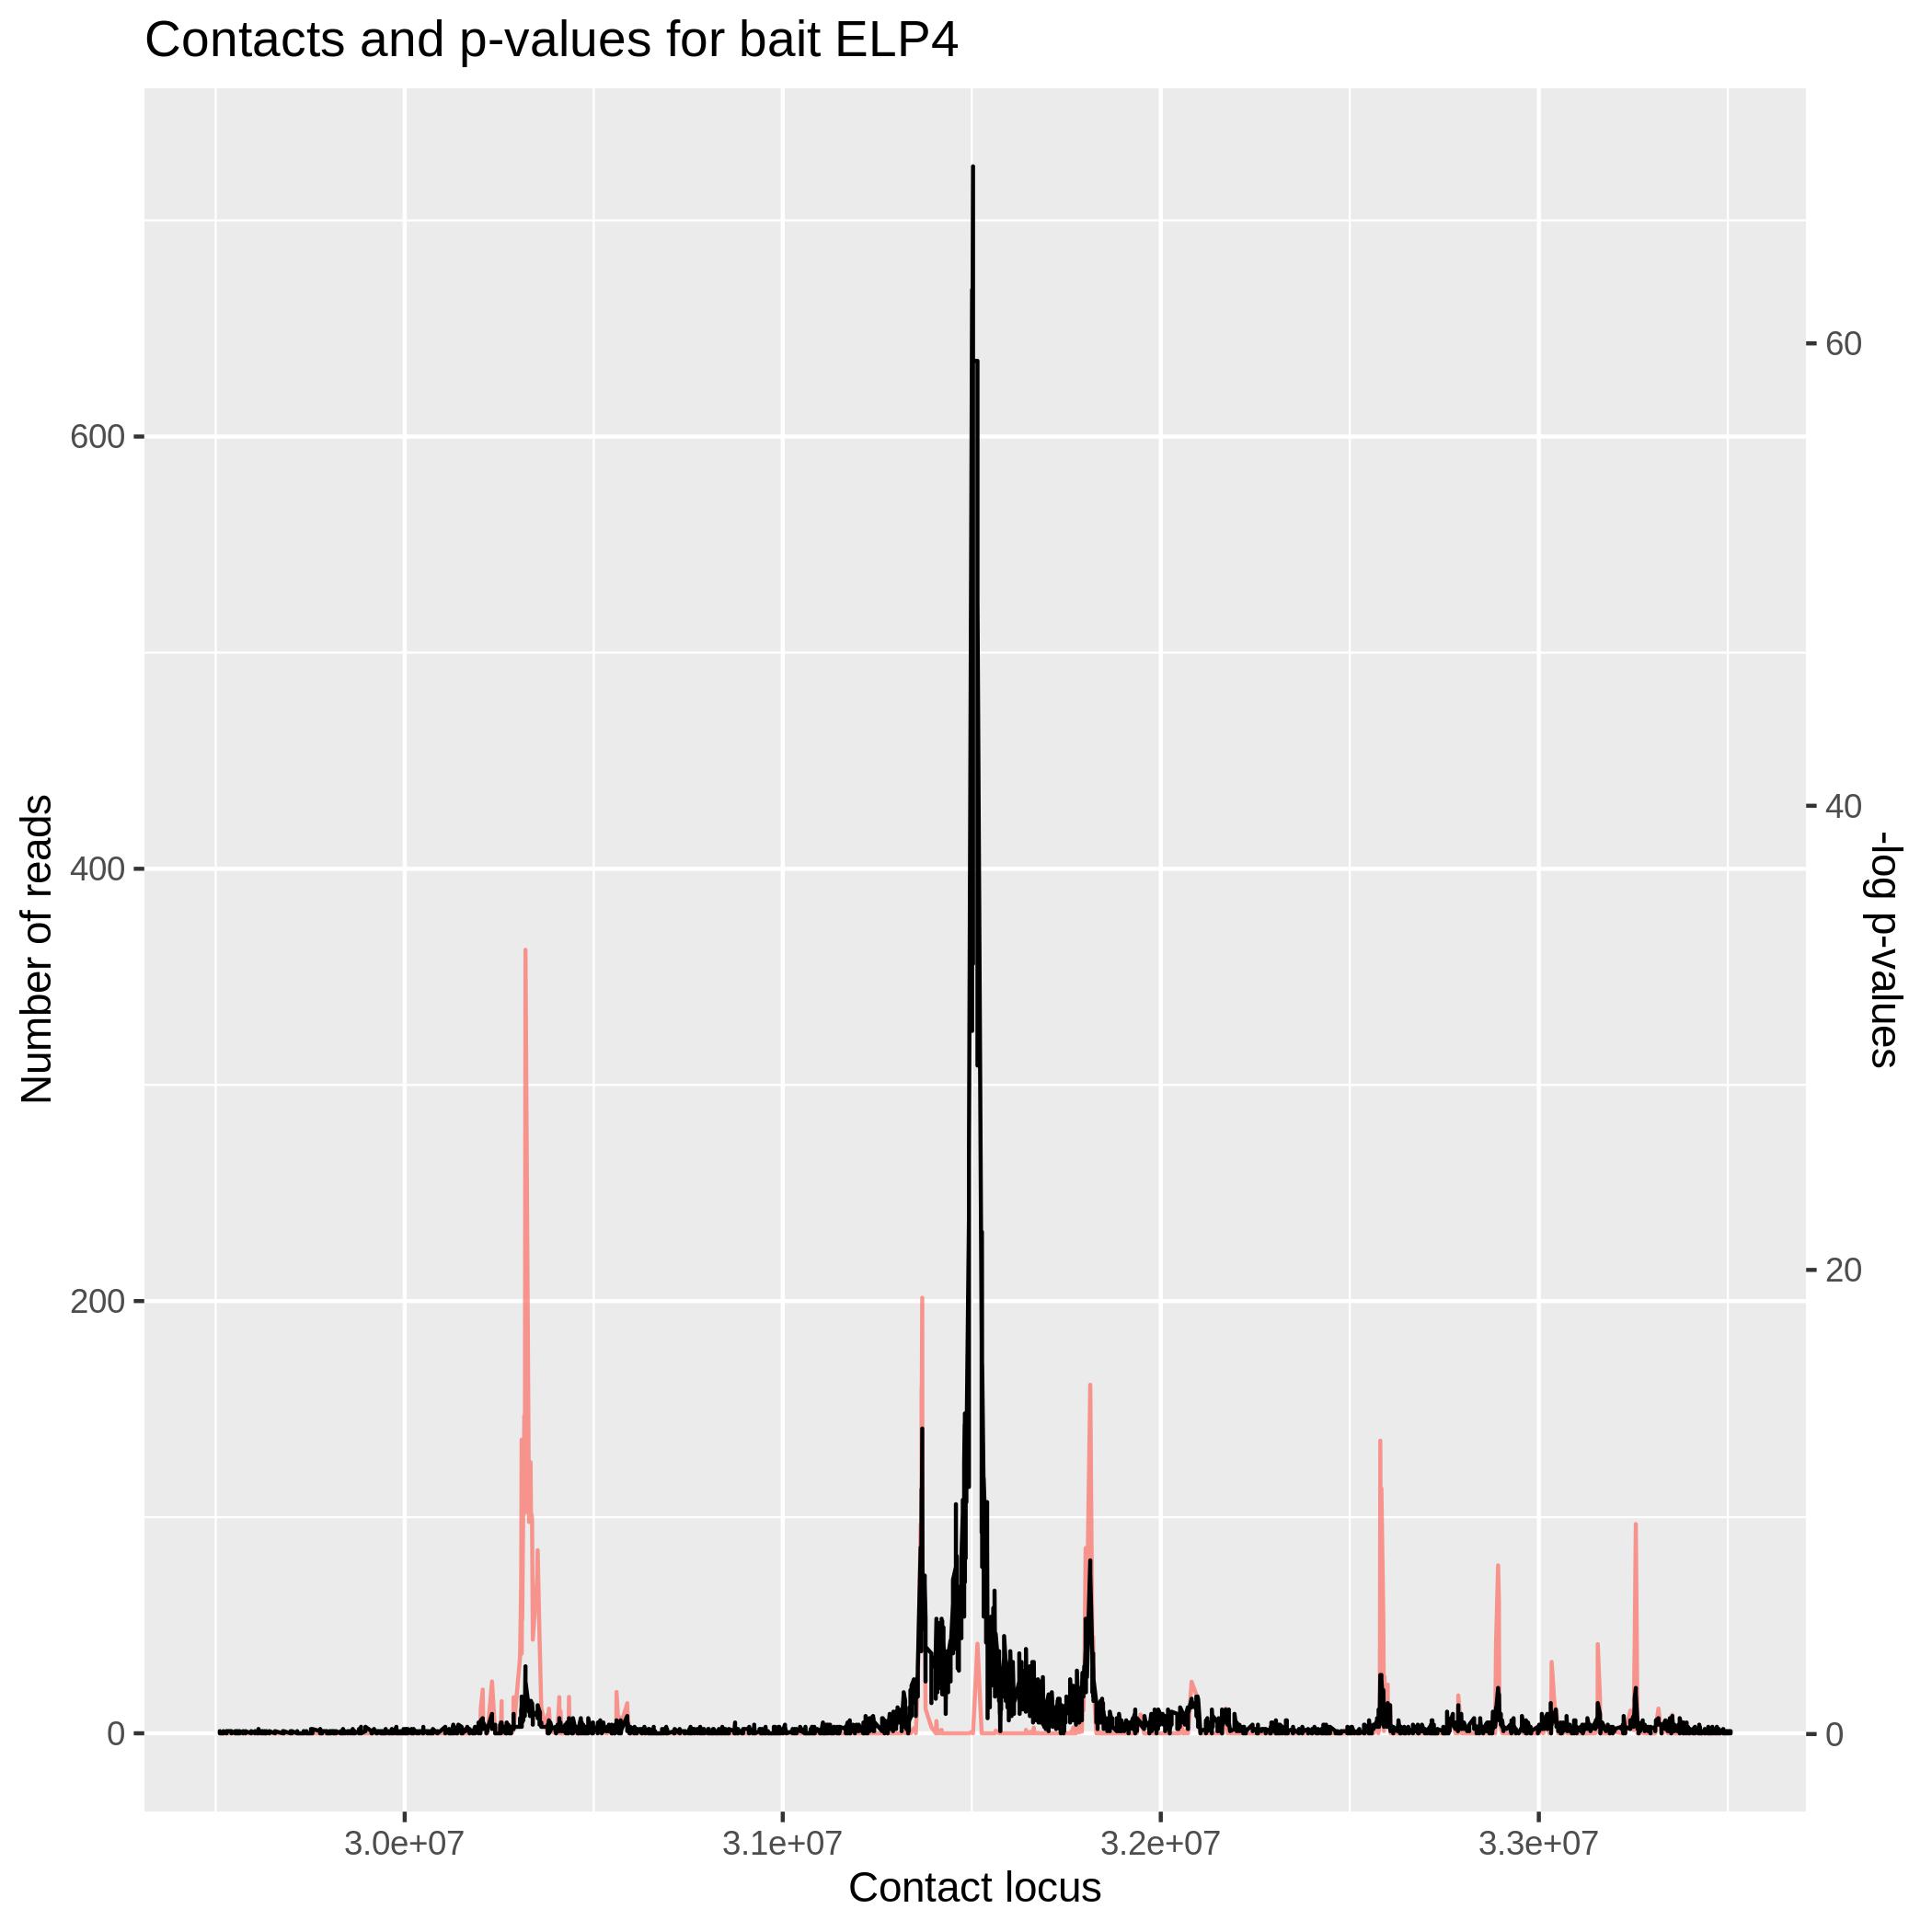 Contacts and p-values for bait ELP4
Number of reads
600
400
200
0
60
40
20
0
-log p-values
3.0e+07
3.1e+07
3.2e+07
3.3e+07
Contact locus